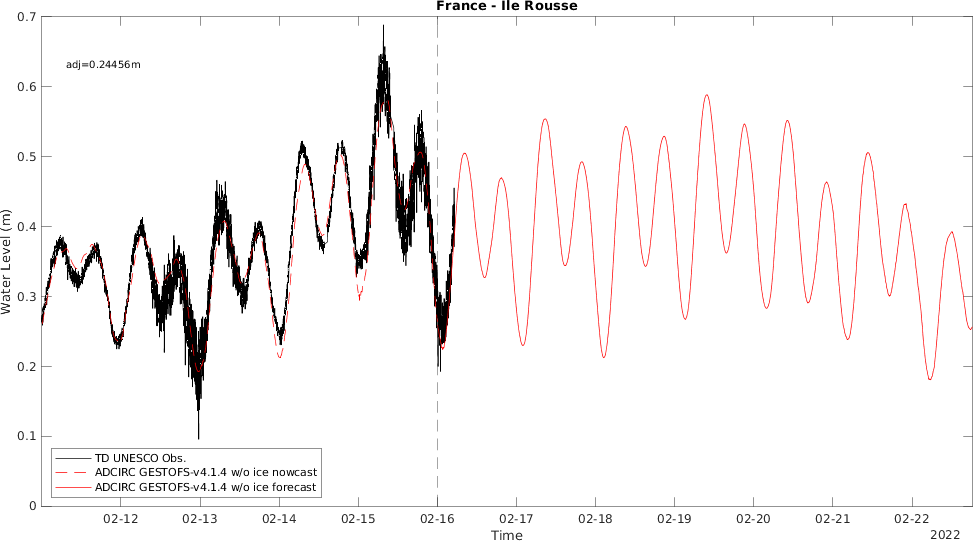 France - Ile Rousse
adj=0.24456m
Water Level (m)
0.7
0.6
0.5
0.4
0.3
0.2
0.1
0
TD UNESCO Obs.
ADCIRC GESTOFS-v4.1.4 w/o ice nowcast
ADCIRC GESTOFS-v4.1.4 w/o ice forecast
02-12 02-13 02-14 02-15 02-16 02-17 02-18 02-19 02-20 02-21 02-22
2022
Time